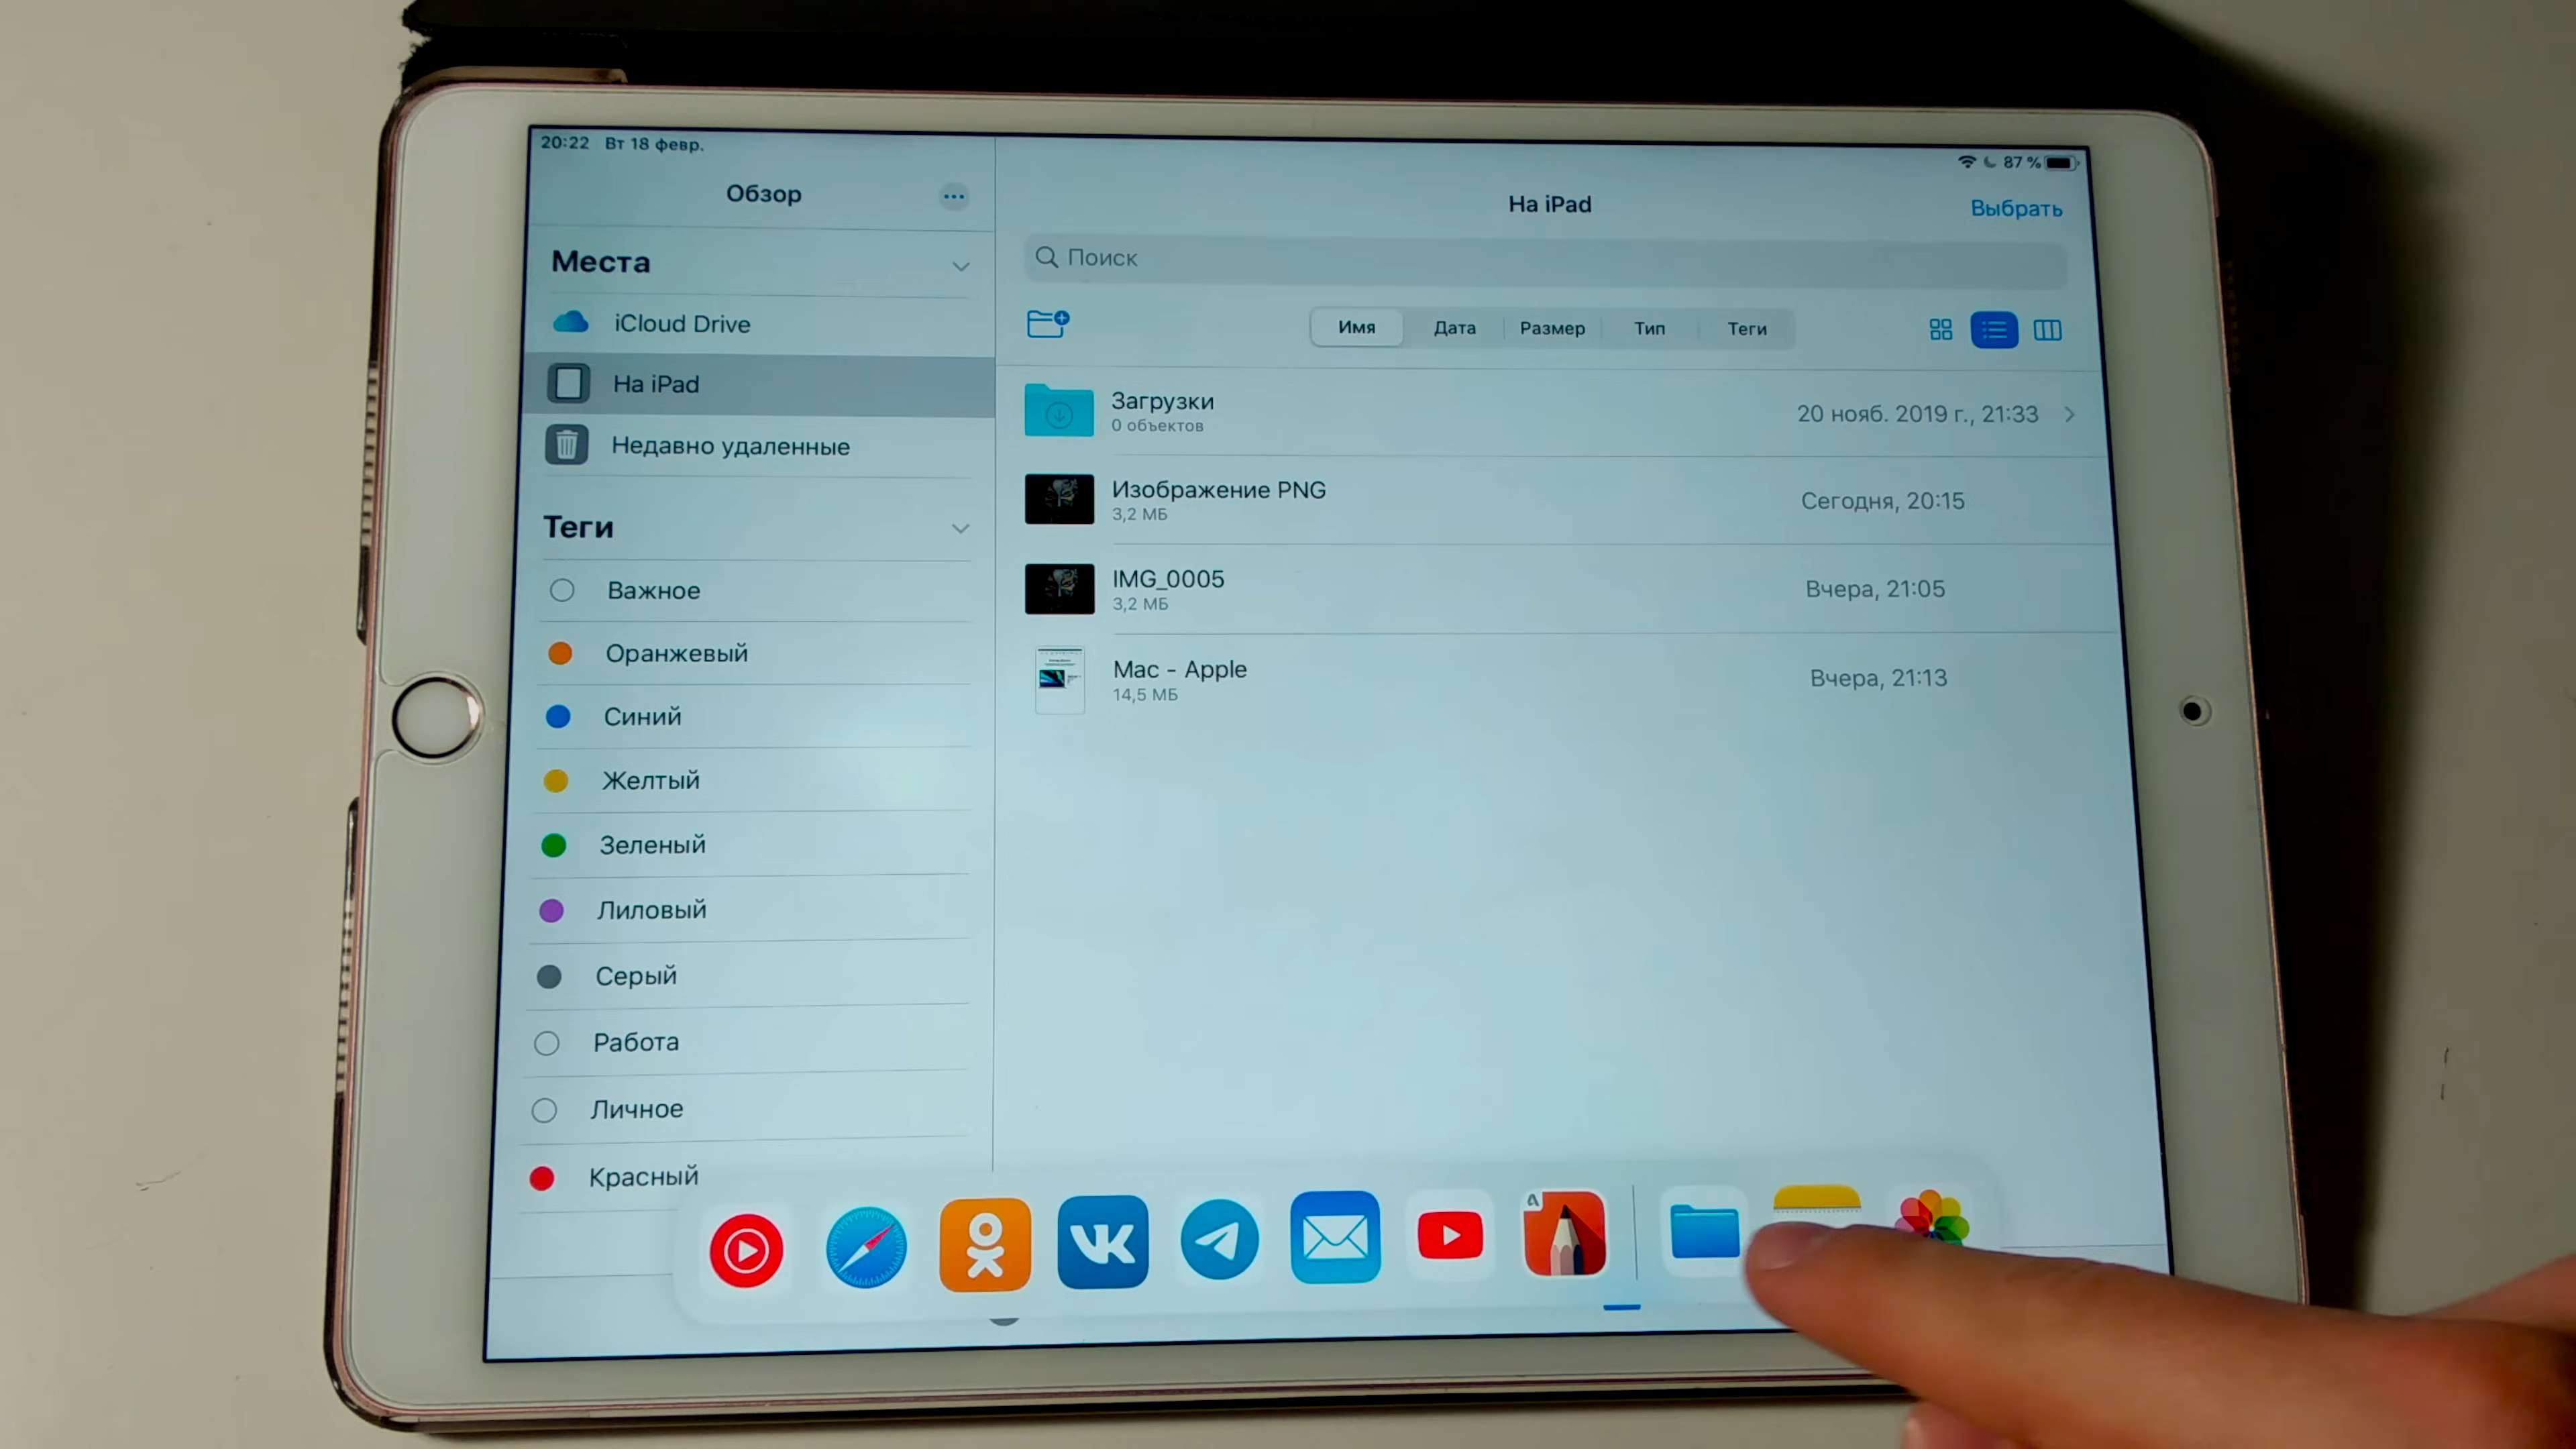 20:22 Вт 18 февр.
87 %
Обзор
На iPad
Выбрать
Места
Поиск
iCloud Drive
Имя
Дата
Размер
Тип
Теги
На iPad
Загрузки
0 объектов
20 нояб. 2019 г., 21:33
Недавно удаленные
Изображение PNG
3,2 МБ
Сегодня, 20:15
Теги
IMG_0005
3,2 МБ
Вчера, 21:05
Важное
Оранжевый
Mac - Apple
14,5 МБ
Вчера, 21:13
Синий
Желтый
Зеленый
Лиловый
Серый
Работа
Личное
Красный